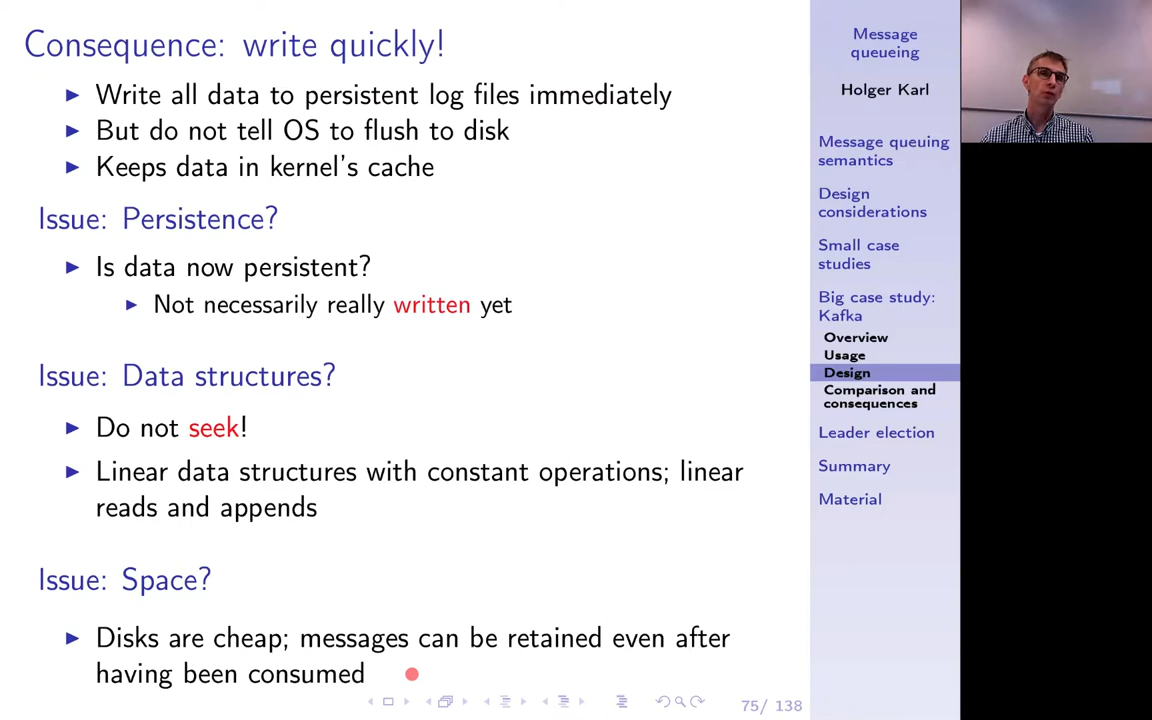 Consequence: write quickly!
▶ Write all data to persistent log files immediately
▶ But do not tell OS to flush to disk
▶ Keeps data in kernel's cache
Issue: Persistence?
▶ Is data now persistent?
▶ Not necessarily really written yet
Issue: Data structures?
▶ Do not seek!
▶ Linear data structures with constant operations; linear
reads and appends
Issue: Space?
▶ Disks are cheap; messages can be retained even after
having been consumed
75/ 138
Message
queueing
Holger Karl
Message queuing
semantics
Design
considerations
Small case
studies
Big case study:
Kafka
Overview
Usage
Design
Comparison and
consequences
Leader election
Summary
Material